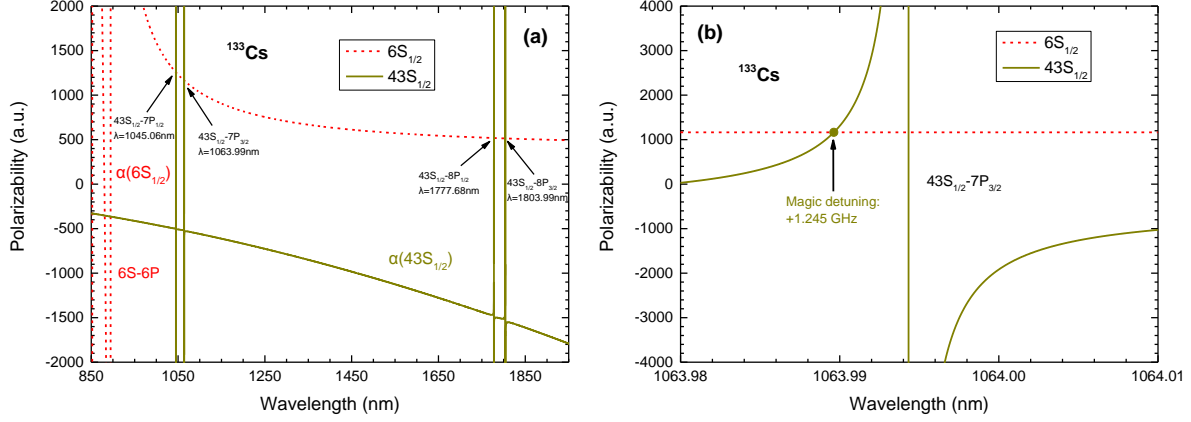 (a)
¹³³Cs
6S₁/₂
43S₁/₂
43S₁/₂-7P₁/₂
λ=1045.06nm
43S₁/₂-7P₃/₂
λ=1063.99nm
43S₁/₂-8P₁/₂
λ=1777.68nm
43S₁/₂-8P₃/₂
λ=1803.99nm
α(6S₁/₂)
α(43S₁/₂)
6S-6P
Polarizability (a.u.)
2000
1500
1000
500
0
-500
-1000
-1500
-2000
850 1050 1250 1450 1650 1850
Wavelength (nm)
(b)
¹³³Cs
6S₁/₂
43S₁/₂
43S₁/₂-7P₃/₂
Magic detuning:
+1.245 GHz
Polarizability (a.u.)
4000
3000
2000
1000
0
-1000
-2000
-3000
-4000
1063.98 1063.99 1064.00 1064.01
Wavelength (nm)